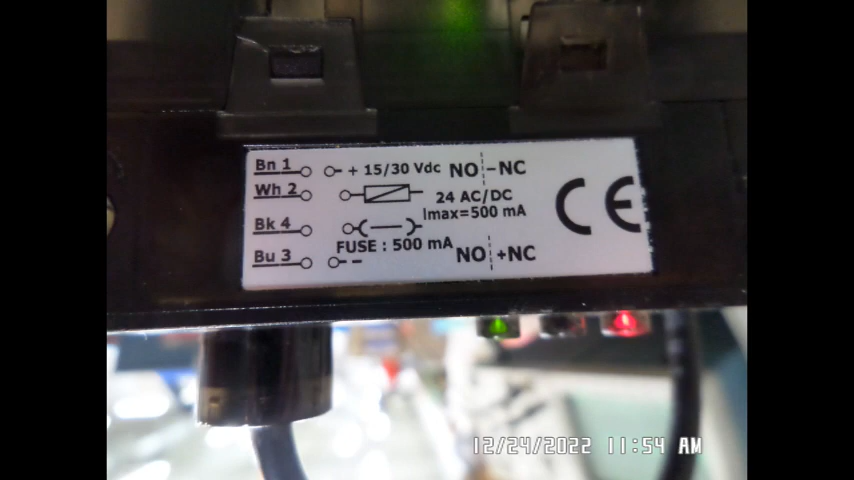 Bn 1 + 15/30 Vdc NO -NC
Wh 2 24 AC/DC
Imax=500 mA
Bk 4
FUSE : 500 mA
Bu 3 NO +NC
CE
12/24/2022 11:54 AM